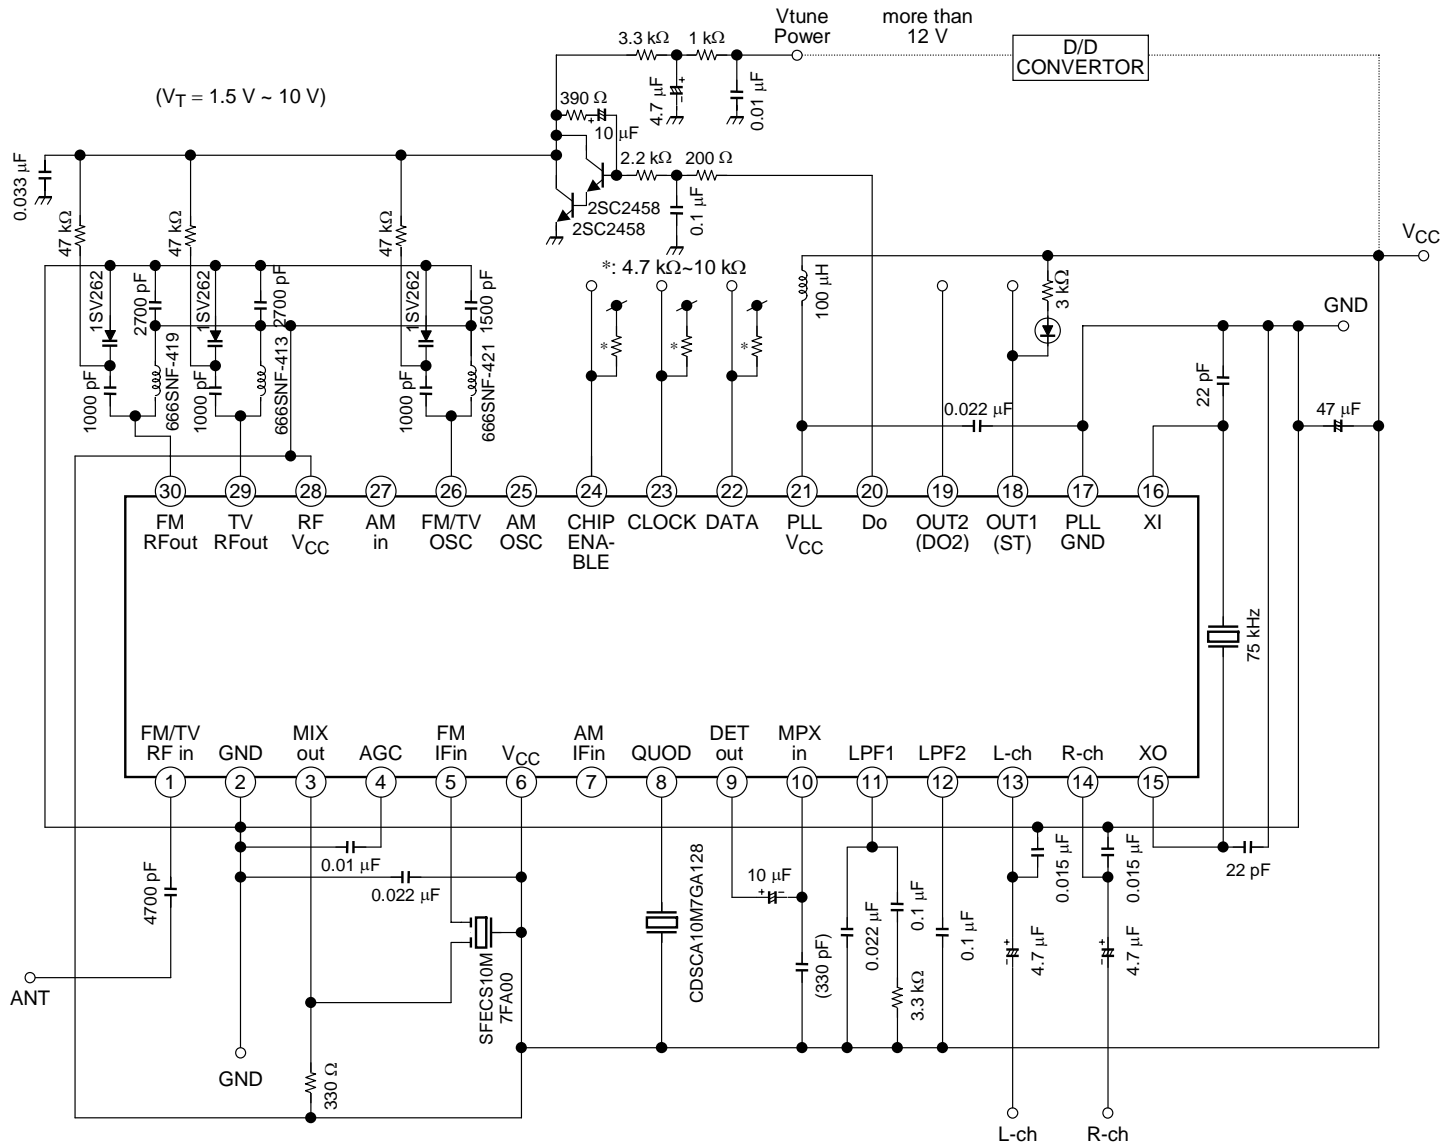 Vtune
Power
more than
12 V
D/D
CONVERTOR
3.3 kΩ
1 kΩ
4.7 μF
0.01 μF
(VT = 1.5 V ~ 10 V)
390 Ω
10 μF
2.2 kΩ
200 Ω
0.1 μF
2SC2458
2SC2458
0.033 μF
47 kΩ
47 kΩ
47 kΩ
1SV262
2700 pF
1SV262
2700 pF
1SV262
1500 pF
1000 pF
666SNF-419
1000 pF
666SNF-413
1000 pF
666SNF-421
*: 4.7 kΩ~10 kΩ
*
*
*
100 μH
3 kΩ
VCC
GND
22 pF
0.022 μF
47 μF
30
29
28
27
26
25
24
23
22
21
20
19
18
17
16
FM
RFout
TV
RFout
RF
VCC
AM
in
FM/TV
OSC
AM
OSC
CHIP
ENA-
BLE
CLOCK
DATA
PLL
VCC
Do
OUT2
(DO2)
OUT1
(ST)
PLL
GND
XI
75 kHz
FM/TV
RF in
GND
MIX
out
AGC
FM
IFin
VCC
AM
IFin
QUOD
DET
out
MPX
in
LPF1
LPF2
L-ch
R-ch
XO
1
2
3
4
5
6
7
8
9
10
11
12
13
14
15
4700 pF
0.01 μF
0.022 μF
SFECS10M
7FA00
CDSCA10M7GA128
10 μF
(330 pF)
0.022 μF
0.1 μF
3.3 kΩ
0.1 μF
0.015 μF
0.015 μF
4.7 μF
4.7 μF
22 pF
ANT
GND
330 Ω
L-ch
R-ch